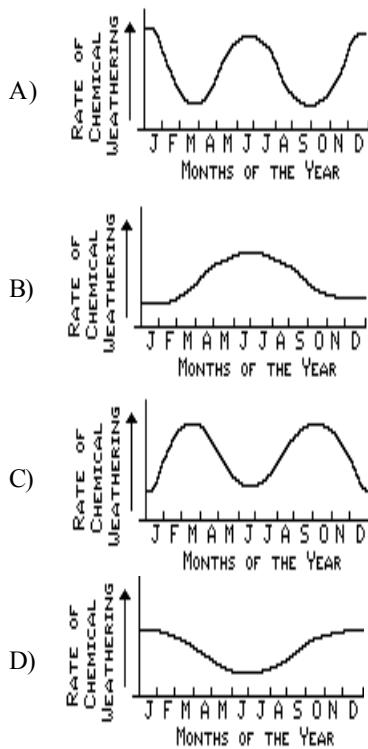 A)
RATE OF
CHEMICAL
WEATHERING
J F M A M J J A S O N D
MONTHS OF THE YEAR
B)
RATE OF
CHEMICAL
WEATHERING
J F M A M J J A S O N D
MONTHS OF THE YEAR
C)
RATE OF
CHEMICAL
WEATHERING
J F M A M J J A S O N D
MONTHS OF THE YEAR
D)
RATE OF
CHEMICAL
WEATHERING
J F M A M J J A S O N D
MONTHS OF THE YEAR